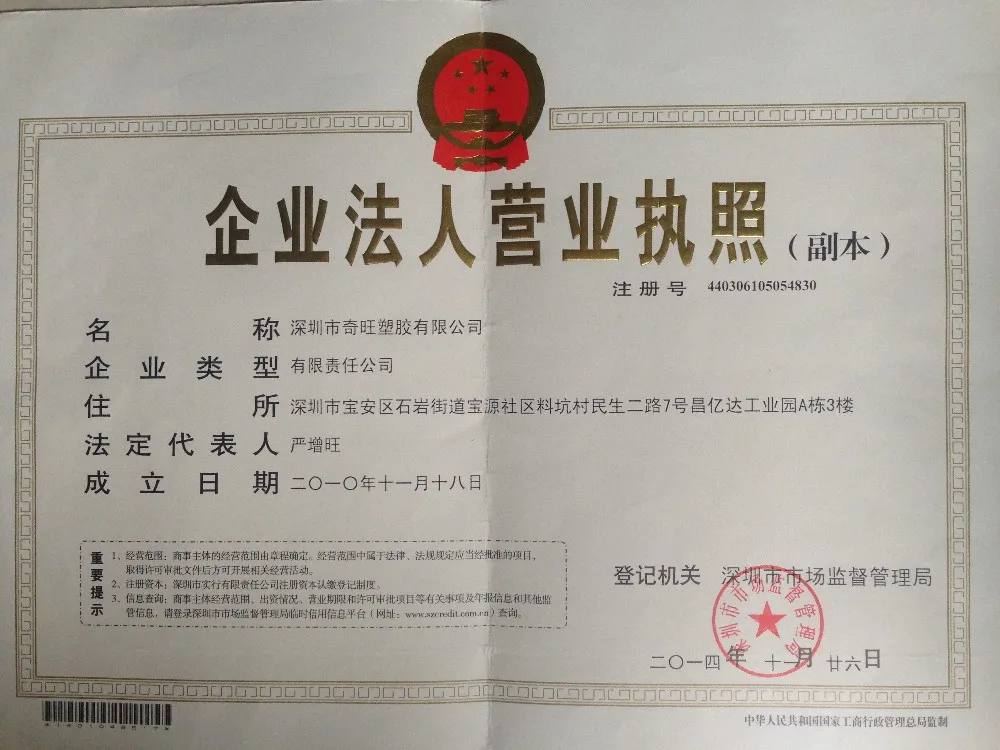 企业法人营业执照（副本）
注册号 440306105054830
名称 深圳市奇旺塑胶有限公司
企业类型 有限责任公司
住所 深圳市宝安区石岩街道宝源社区料坑村民生二路7号昌亿达工业园A栋3楼
法定代表人 严增旺
成立日期 二〇一〇年十一月十八日
重要提示
1、经营范围：商事主体的经营范围由章程确定。经营范围中属于法律、法规规定应当经批准的项目，
取得许可审批文件后方可开展相关经营活动。
2、注册资本：深圳市实行有限责任公司注册资本认缴登记制度。
3、信息查询：商事主体经营范围、出资情况、营业期限和许可审批项目等有关事项及年报信息和其他监
管信息，请登录深圳市市场监督管理局临时信用信息平台（网址：www.szcredit.com.cn）查询。
登记机关 深圳市市场监督管理局
深圳市市场监督管理局
二〇一四年十一月廿六日
中华人民共和国国家工商行政管理总局监制